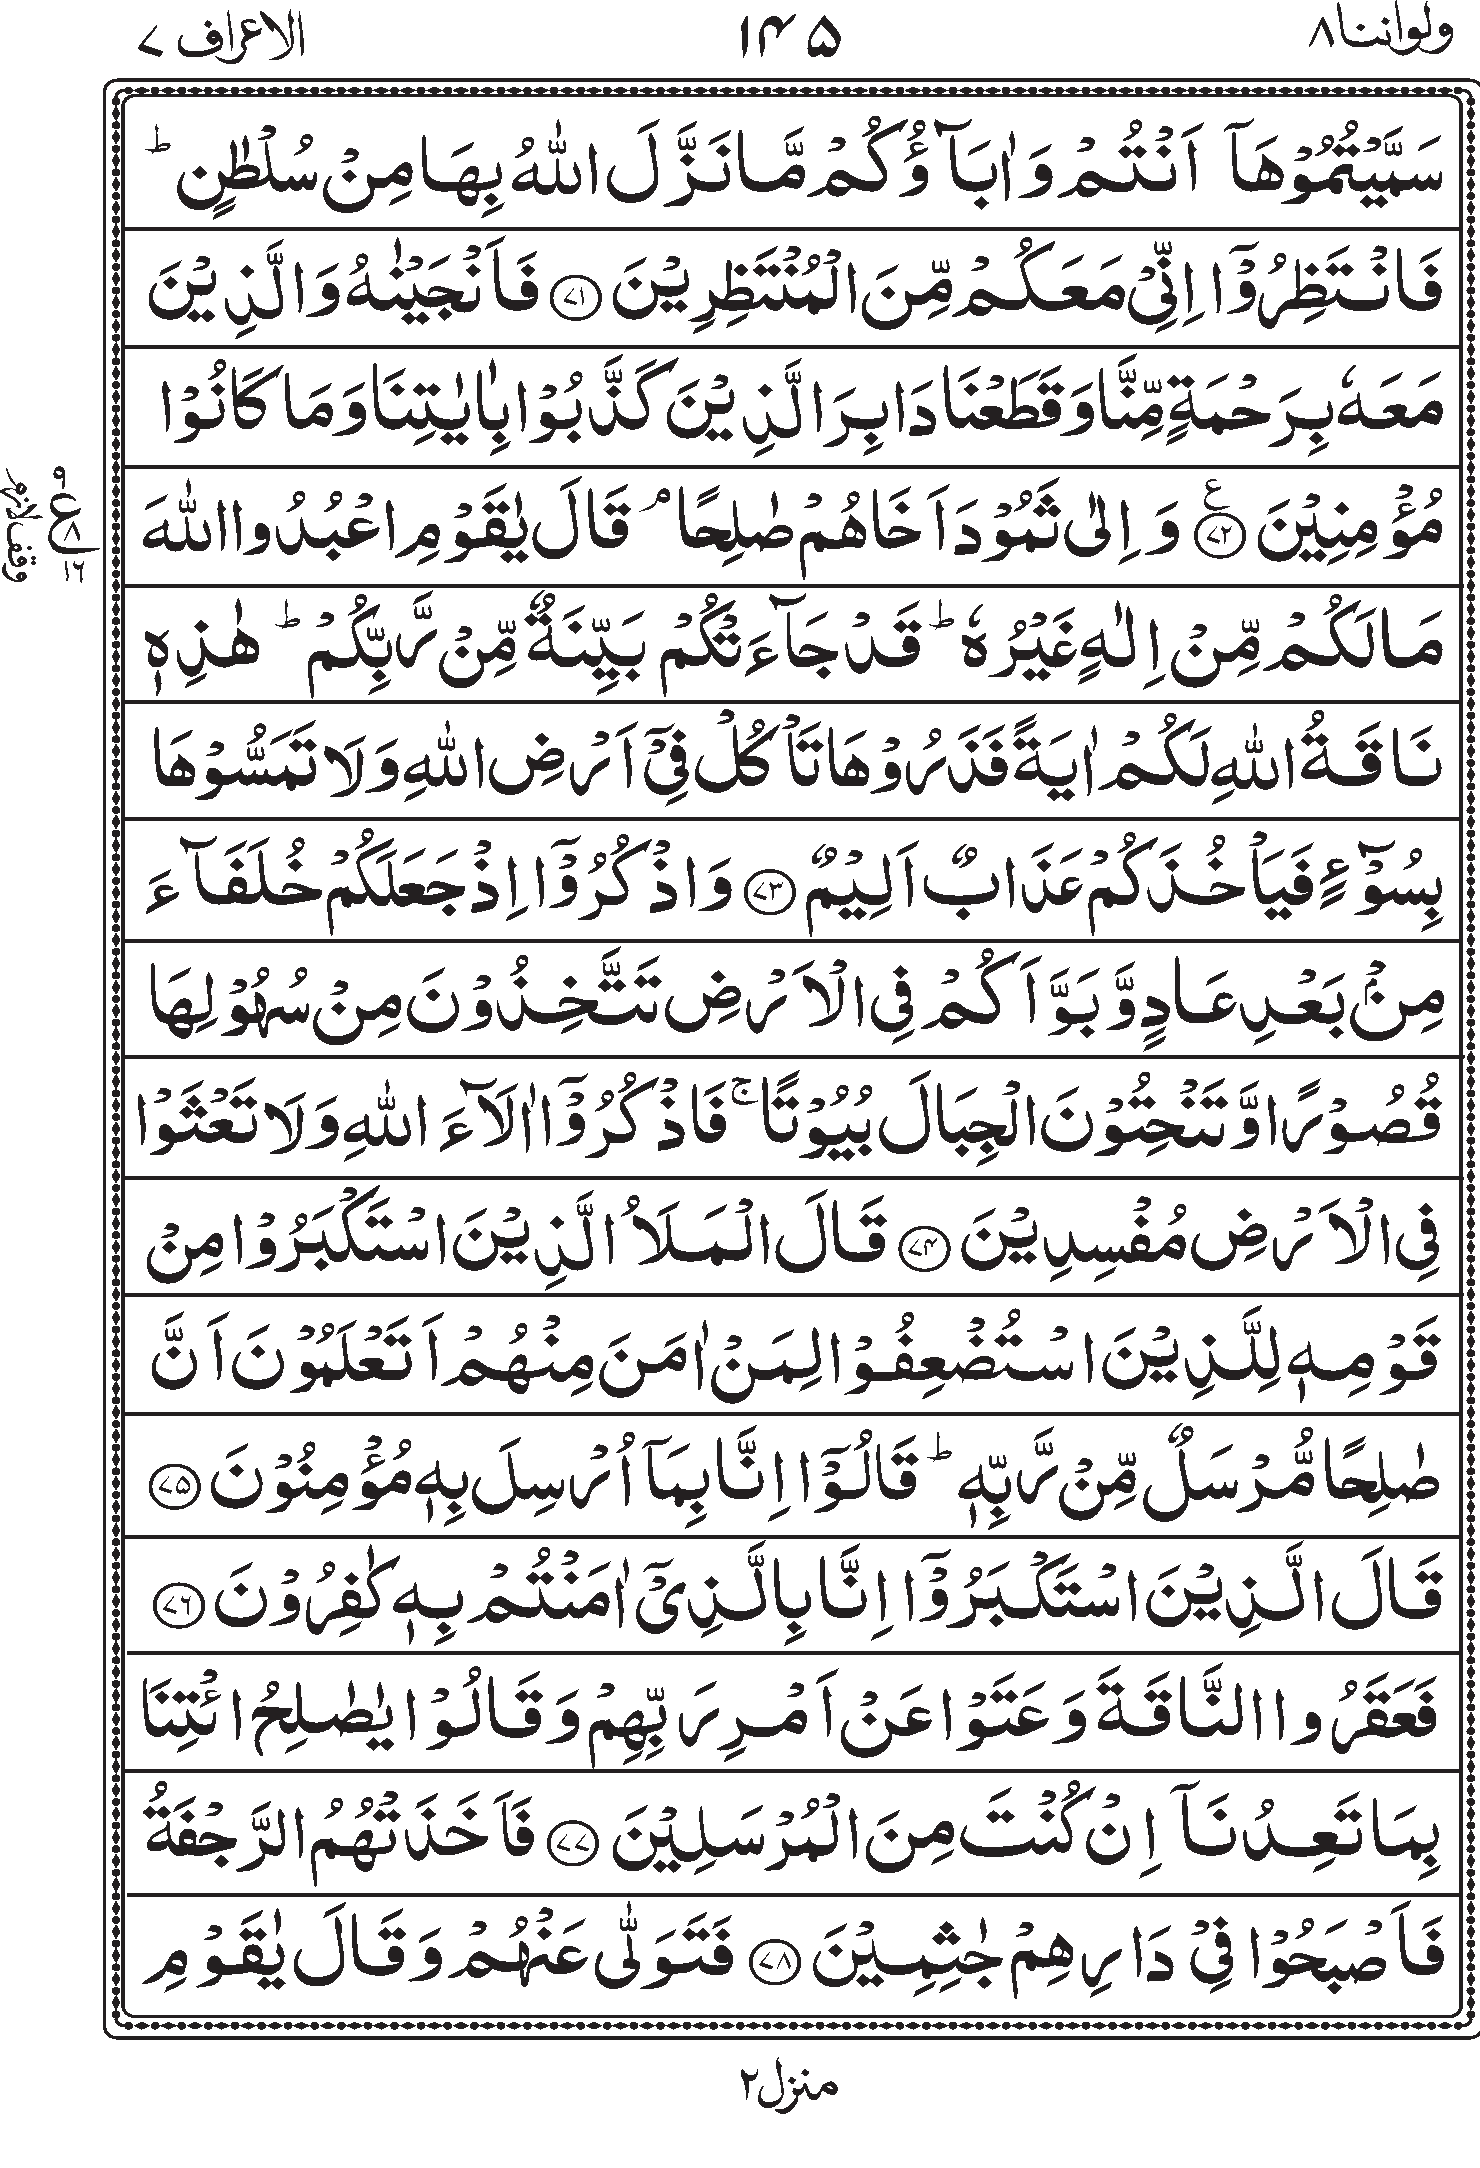 ولواننا ۸
۱۴۵
الاعراف ۷
سَمَّيۡتُمُوۡهَاۤ اَنۡتُمۡ وَاٰبَآؤُكُمۡ مَّا نَزَّلَ اللّٰهُ بِهَا مِنۡ سُلۡطٰنٍ ؕ
فَانۡتَظِرُوۡۤا اِنِّىۡ مَعَكُمۡ مِّنَ الۡمُنۡتَظِرِيۡنَ ﴿۷۱﴾ فَاَنۡجَيۡنٰهُ وَالَّذِيۡنَ
مَعَهٗ بِرَحۡمَةٍ مِّنَّا وَقَطَعۡنَا دَابِرَ الَّذِيۡنَ كَذَّبُوۡا بِاٰيٰتِنَا وَمَا كَانُوۡا
مُؤۡمِنِيۡنَ ﴿۷۲﴾ ع وَاِلٰى ثَمُوۡدَ اَخَاهُمۡ صٰلِحًا ۘ قَالَ يٰقَوۡمِ اعۡبُدُوا اللّٰهَ
مَا لَكُمۡ مِّنۡ اِلٰهٍ غَيۡرُهٗ ؕ قَدۡ جَآءَتۡكُمۡ بَيِّنَةٌ مِّنۡ رَّبِّكُمۡ ؕ هٰذِهٖ
نَاقَةُ اللّٰهِ لَكُمۡ اٰيَةً فَذَرُوۡهَا تَاۡكُلۡ فِىۡۤ اَرۡضِ اللّٰهِ وَلَا تَمَسُّوۡهَا
بِسُوۡٓءٍ فَيَاۡخُذَكُمۡ عَذَابٌ اَلِيۡمٌ ﴿۷۳﴾ وَاذۡكُرُوۡۤا اِذۡ جَعَلَكُمۡ خُلَفَآءَ
مِنۡۢ بَعۡدِ عَادٍ وَّبَوَّاَكُمۡ فِى الۡاَرۡضِ تَتَّخِذُوۡنَ مِنۡ سُهُوۡلِهَا
قُصُوۡرًا وَّتَنۡحِتُوۡنَ الۡجِبَالَ بُيُوۡتًا ۚ فَاذۡكُرُوۡۤا اٰلَآءَ اللّٰهِ وَلَا تَعۡثَوۡا
فِى الۡاَرۡضِ مُفۡسِدِيۡنَ ﴿۷۴﴾ قَالَ الۡمَلَاُ الَّذِيۡنَ اسۡتَكۡبَرُوۡا مِنۡ
قَوۡمِهٖ لِلَّذِيۡنَ اسۡتُضۡعِفُوۡا لِمَنۡ اٰمَنَ مِنۡهُمۡ اَتَعۡلَمُوۡنَ اَنَّ
صٰلِحًا مُّرۡسَلٌ مِّنۡ رَّبِّهٖ ؕ قَالُوۡۤا اِنَّا بِمَاۤ اُرۡسِلَ بِهٖ مُؤۡمِنُوۡنَ ﴿۷۵﴾
قَالَ الَّذِيۡنَ اسۡتَكۡبَرُوۡۤا اِنَّا بِالَّذِىۡۤ اٰمَنۡتُمۡ بِهٖ كٰفِرُوۡنَ ﴿۷۶﴾
فَعَقَرُوا النَّاقَةَ وَعَتَوۡا عَنۡ اَمۡرِ رَبِّهِمۡ وَقَالُوۡا يٰصٰلِحُ ائۡتِنَا
بِمَا تَعِدُنَاۤ اِنۡ كُنۡتَ مِنَ الۡمُرۡسَلِيۡنَ ﴿۷۷﴾ فَاَخَذَتۡهُمُ الرَّجۡفَةُ
فَاَصۡبَحُوۡا فِىۡ دَارِهِمۡ جٰثِمِيۡنَ ﴿۷۸﴾ فَتَوَلّٰى عَنۡهُمۡ وَقَالَ يٰقَوۡمِ
ع ۸ ۱۶
وقف لازم
منزل ۲